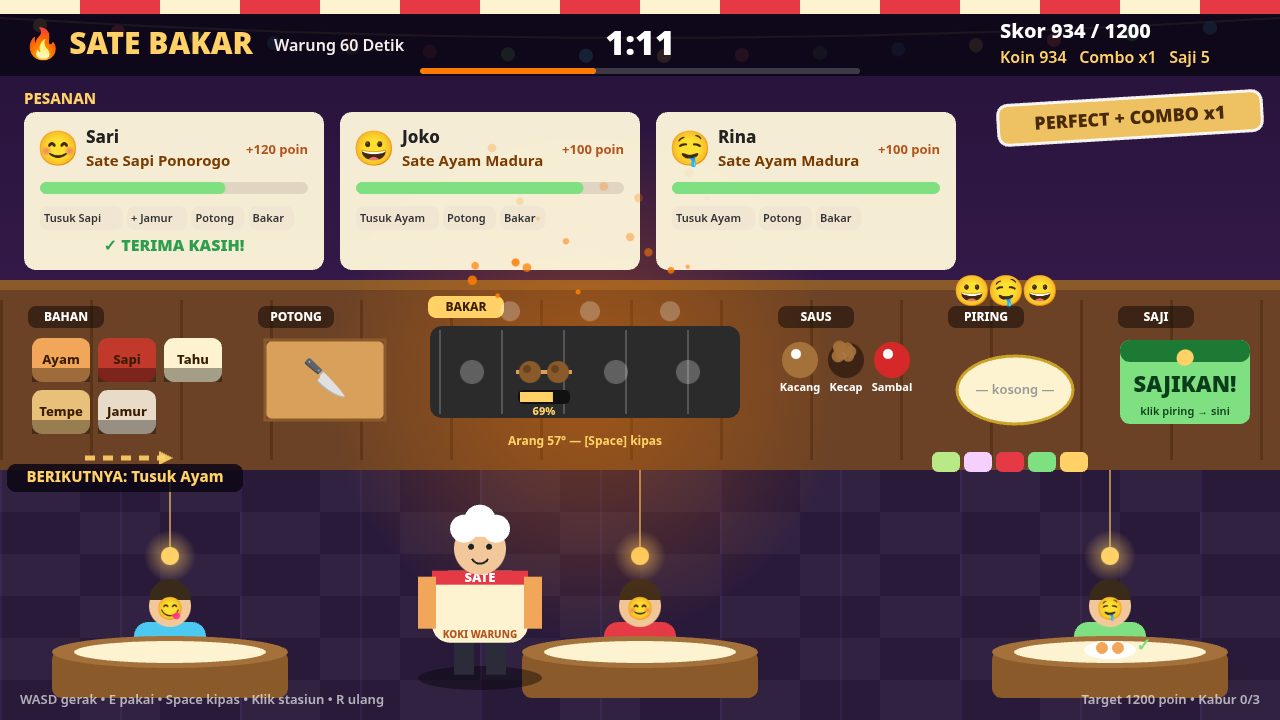 🔥 SATE BAKAR Warung 60 Detik
1:11
Skor 934 / 1200
Koin 934 Combo x1 Saji 5
PERFECT + COMBO x1
PESANAN
Sari
Sate Sapi Ponorogo
+120 poin
Tusuk Sapi + Jamur Potong Bakar
✓ TERIMA KASIH!
Joko
Sate Ayam Madura
+100 poin
Tusuk Ayam Potong Bakar
Rina
Sate Ayam Madura
+100 poin
Tusuk Ayam Potong Bakar
BAHAN
Ayam Sapi Tahu
Tempe Jamur
POTONG
BAKAR
69%
Arang 57° — [Space] kipas
SAUS
Kacang Kecap Sambal
PIRING
— kosong —
SAJI
SAJIKAN!
klik piring → sini
BERIKUTNYA: Tusuk Ayam
SATE
KOKI WARUNG
WASD gerak • E pakai • Space kipas • Klik stasiun • R ulang
Target 1200 poin • Kabur 0/3